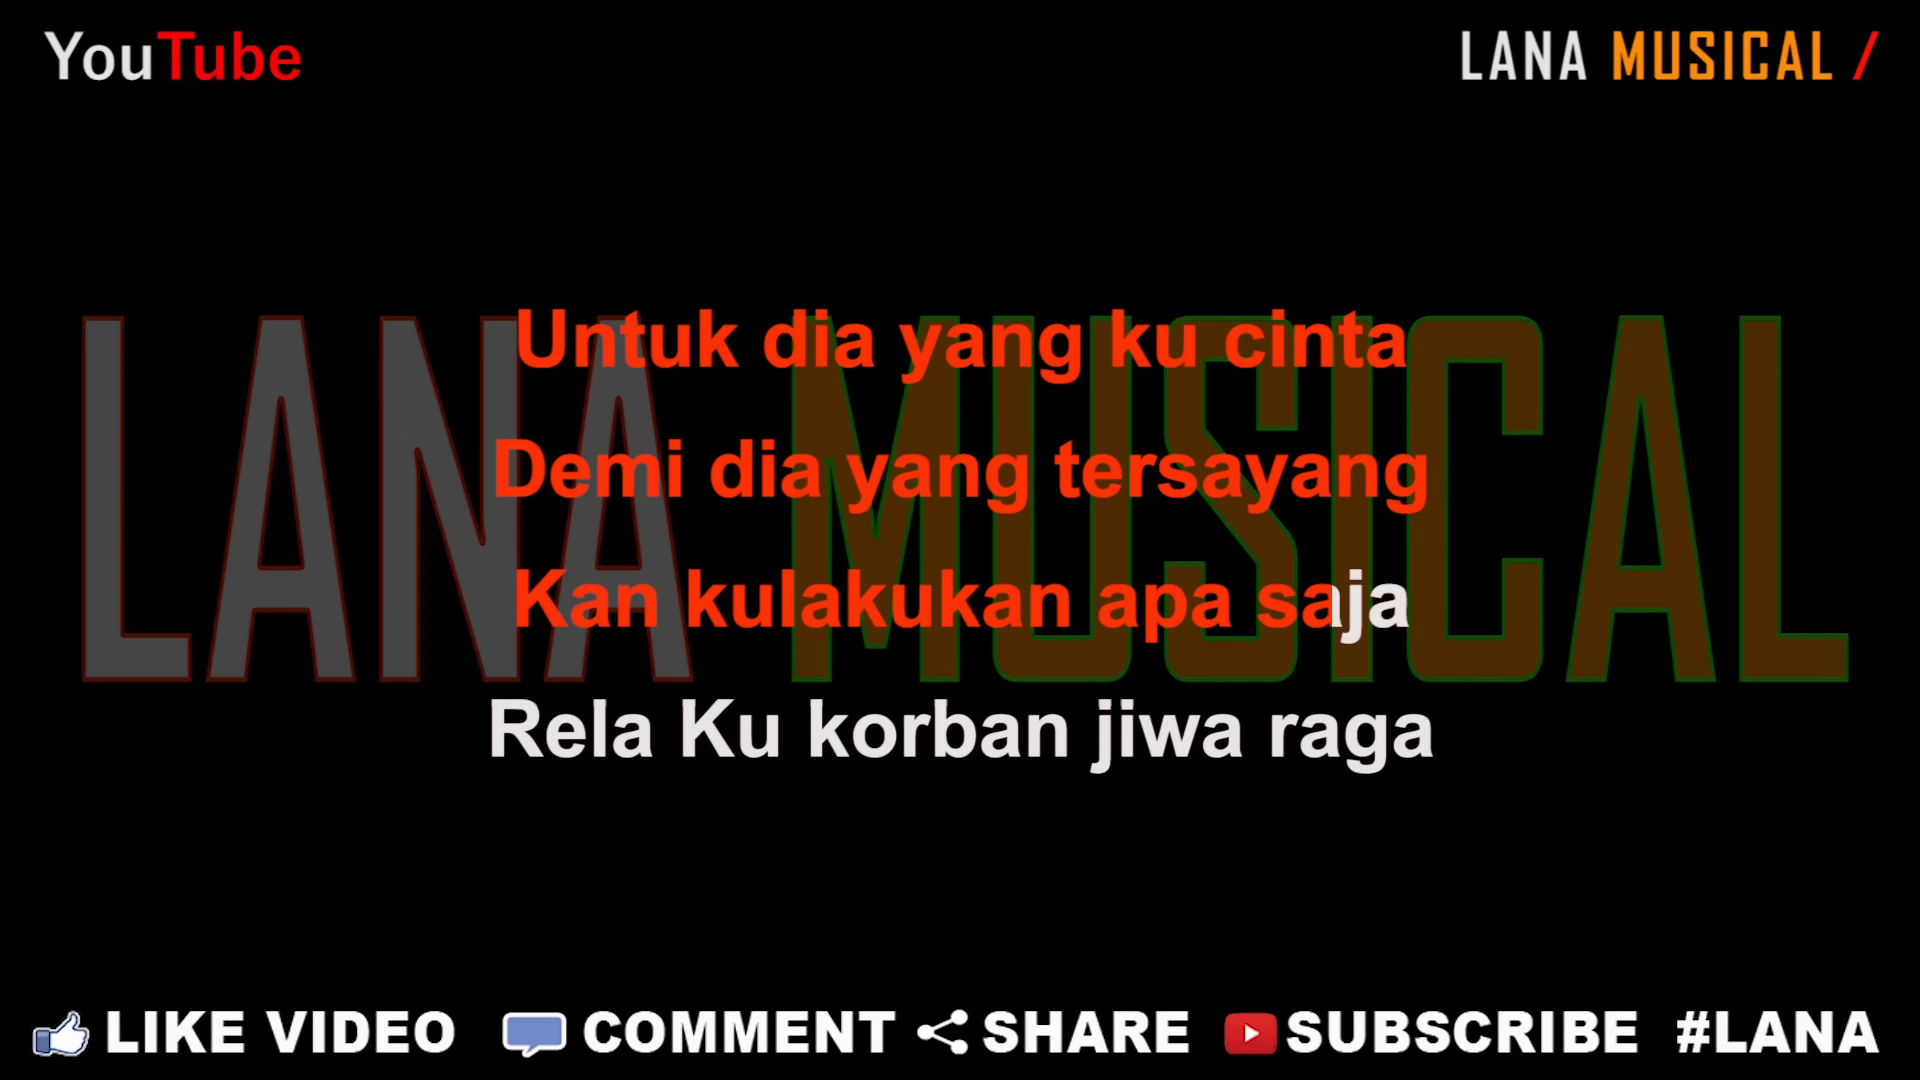 YouTube
LANA MUSICAL /
LANA MUSICAL
Untuk dia yang ku cinta
Demi dia yang tersayang
Kan kulakukan apa saja
Rela Ku korban jiwa raga
LIKE VIDEO COMMENT SHARE SUBSCRIBE #LANA